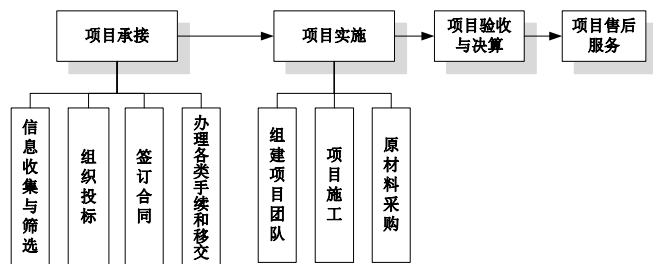 项目承接
项目实施
项目验收
与决算
项目售后
服务
信息收集与筛选
组织投标
签订合同
办理各类手续和移交
组建项目团队
项目施工
原材料采购